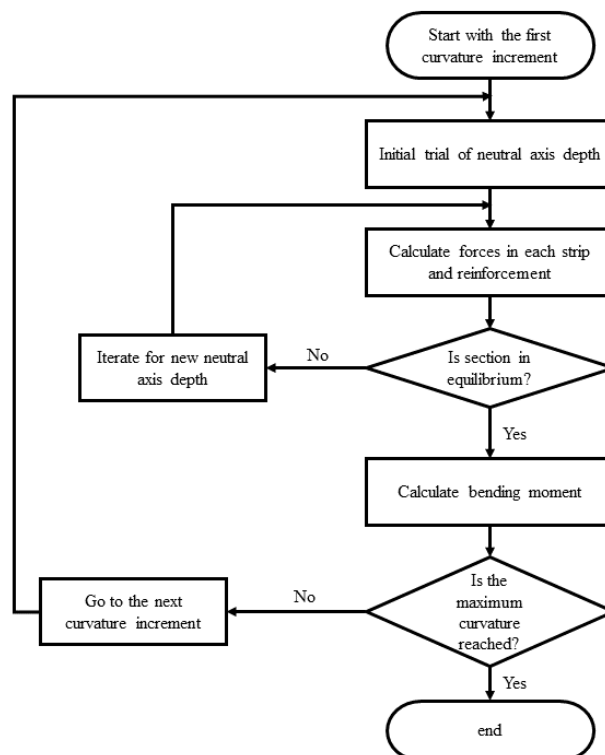 Start with the first
curvature increment
Initial trial of neutral axis depth
Calculate forces in each strip
and reinforcement
Iterate for new neutral
axis depth
No
Is section in
equilibrium?
Yes
Calculate bending moment
Go to the next
curvature increment
No
Is the
maximum
curvature
reached?
Yes
end